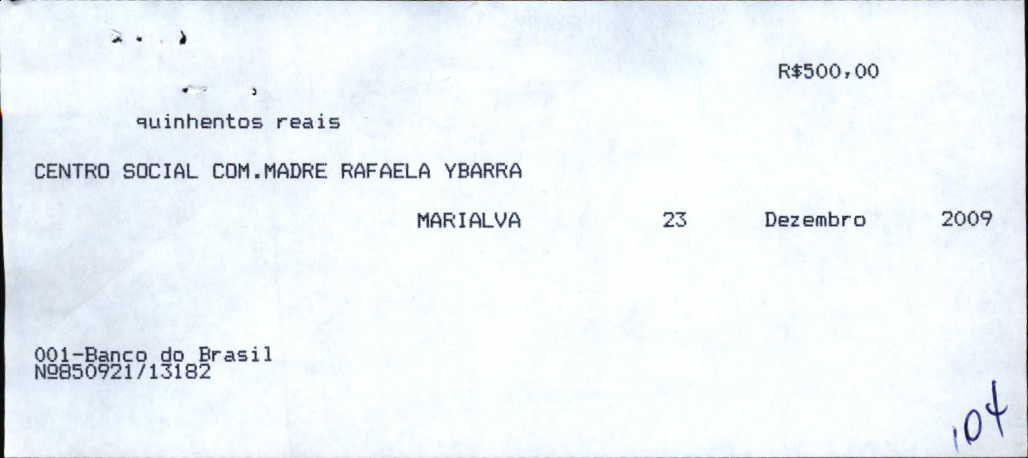 R$500,00
quinhentos reais
CENTRO SOCIAL COM.MADRE RAFAELA YBARRA
MARIALVA 23 Dezembro 2009
001-Banco do Brasil
Nº850921/13182
104